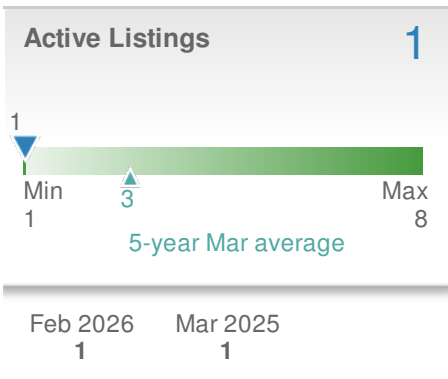 Active Listings 1
1
Min Max
3
1 8
5-year Mar average
Feb 2026 Mar 2025
1 1